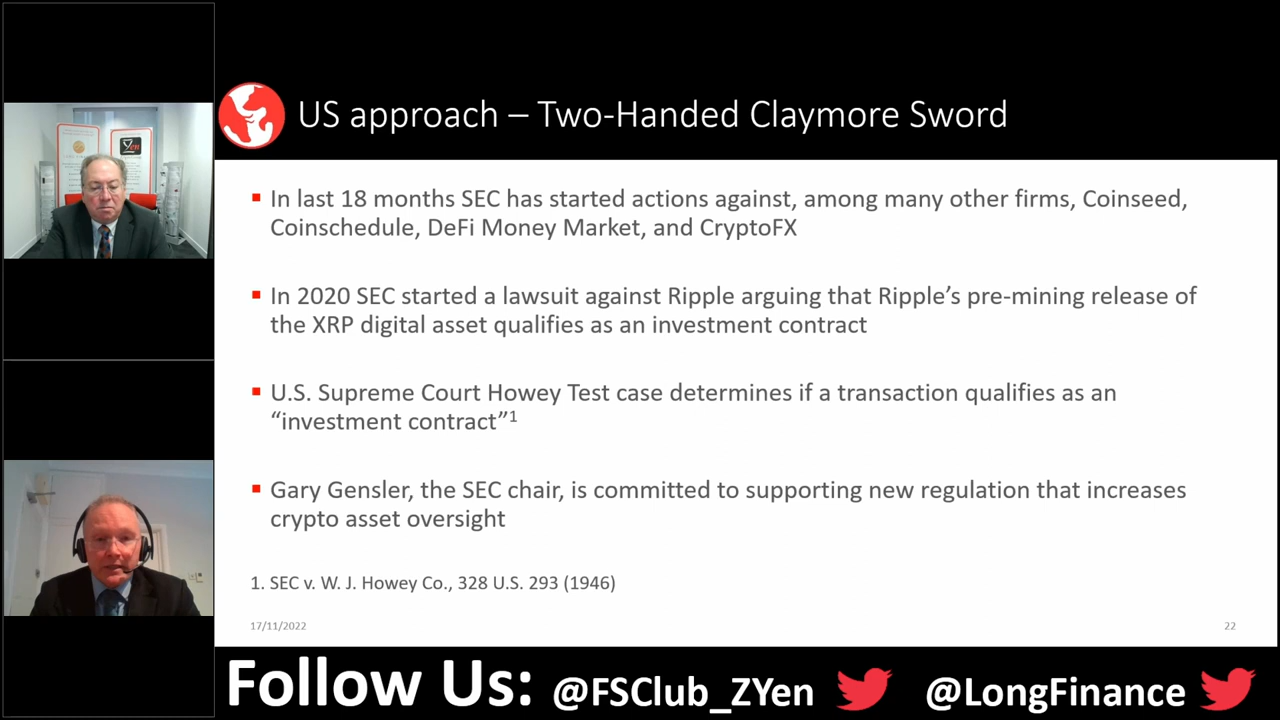 US approach – Two-Handed Claymore Sword
▪ In last 18 months SEC has started actions against, among many other firms, Coinseed,
Coinschedule, DeFi Money Market, and CryptoFX
▪ In 2020 SEC started a lawsuit against Ripple arguing that Ripple’s pre-mining release of
the XRP digital asset qualifies as an investment contract
▪ U.S. Supreme Court Howey Test case determines if a transaction qualifies as an
“investment contract”¹
▪ Gary Gensler, the SEC chair, is committed to supporting new regulation that increases
crypto asset oversight
1. SEC v. W. J. Howey Co., 328 U.S. 293 (1946)
17/11/2022
22
Follow Us: @FSClub_ZYen @LongFinance